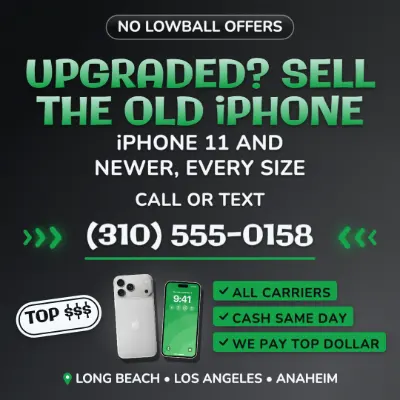 NO LOWBALL OFFERS
UPGRADED? SELL
THE OLD iPHONE
iPHONE 11 AND
NEWER, EVERY SIZE
CALL OR TEXT
(310) 555-0158
TOP $$$
9:41
ALL CARRIERS
CASH SAME DAY
WE PAY TOP DOLLAR
LONG BEACH • LOS ANGELES • ANAHEIM